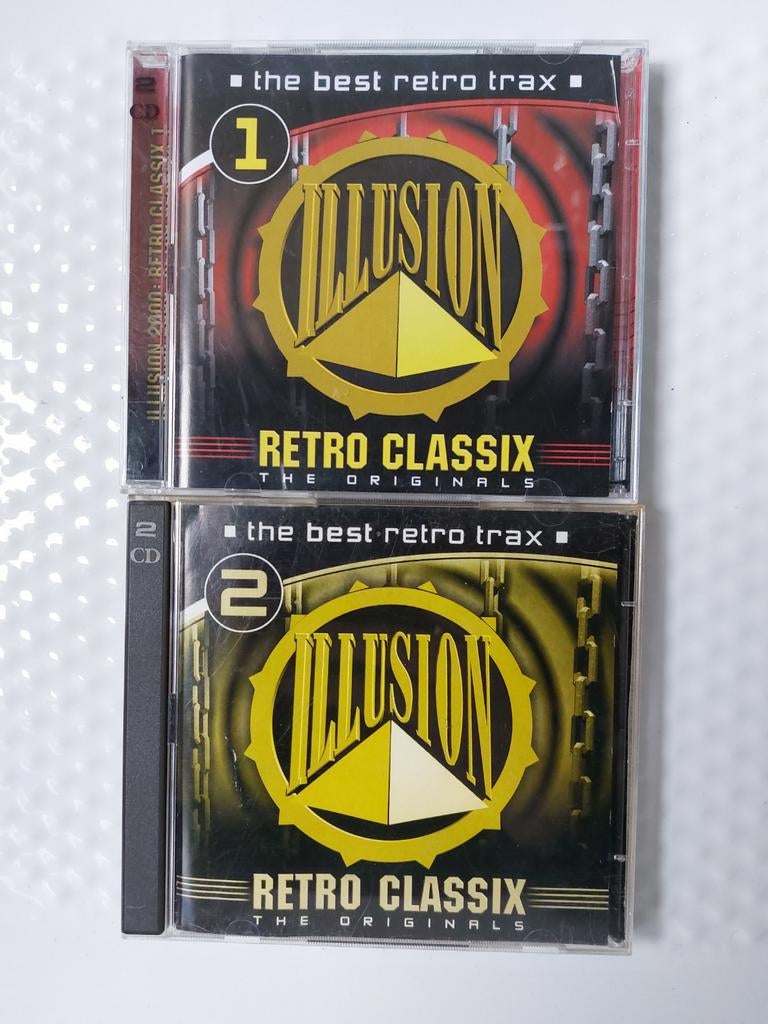 2
CD
ILLUSION 2000: RETRO CLASSIX 1
▪ the best retro trax ▪
1
ILLUSION
RETRO CLASSIX
THE ORIGINALS
2
CD
▪ the best retro trax ▪
2
ILLUSION
RETRO CLASSIX
THE ORIGINALS